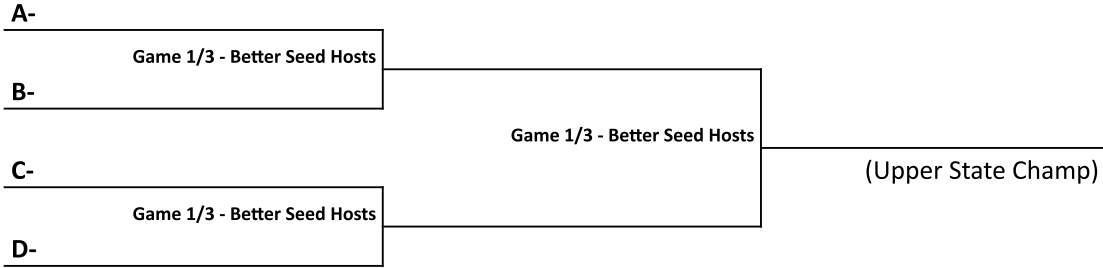 A-
Game 1/3 - Better Seed Hosts
B-
Game 1/3 - Better Seed Hosts
(Upper State Champ)
C-
Game 1/3 - Better Seed Hosts
D-